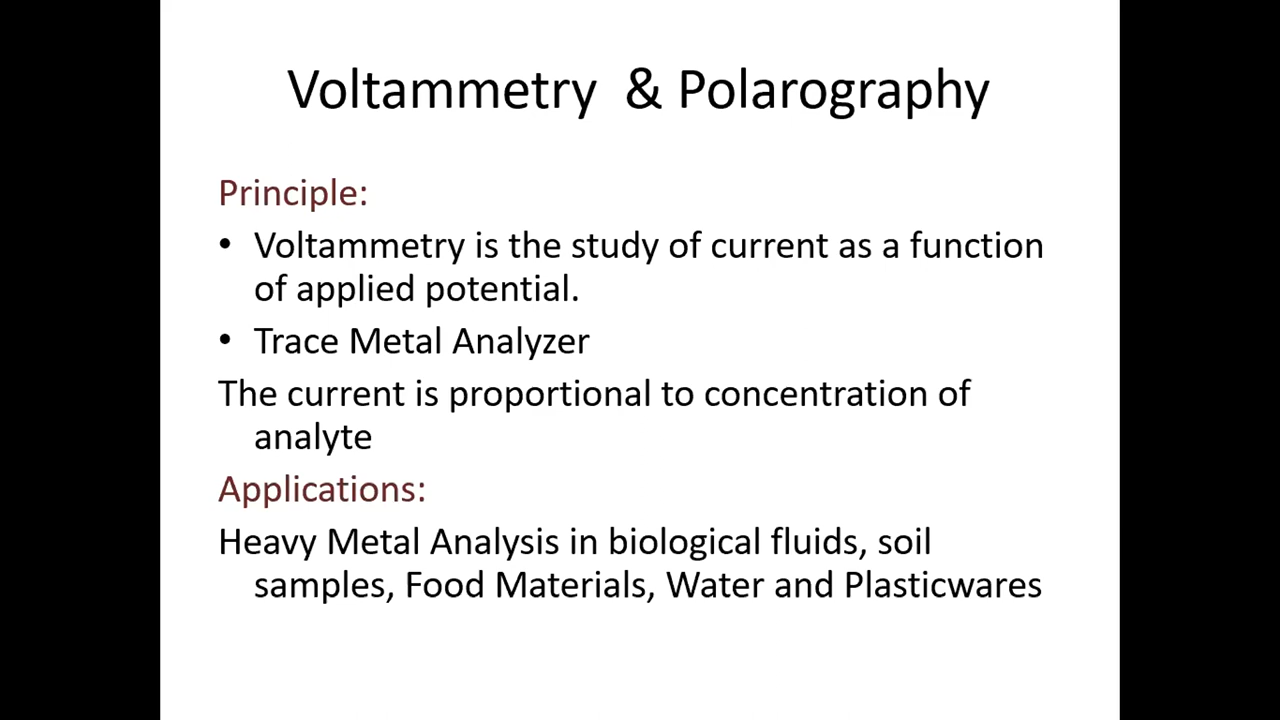 Voltammetry & Polarography
Principle:
• Voltammetry is the study of current as a function
of applied potential.
• Trace Metal Analyzer
The current is proportional to concentration of
analyte
Applications:
Heavy Metal Analysis in biological fluids, soil
samples, Food Materials, Water and Plasticwares